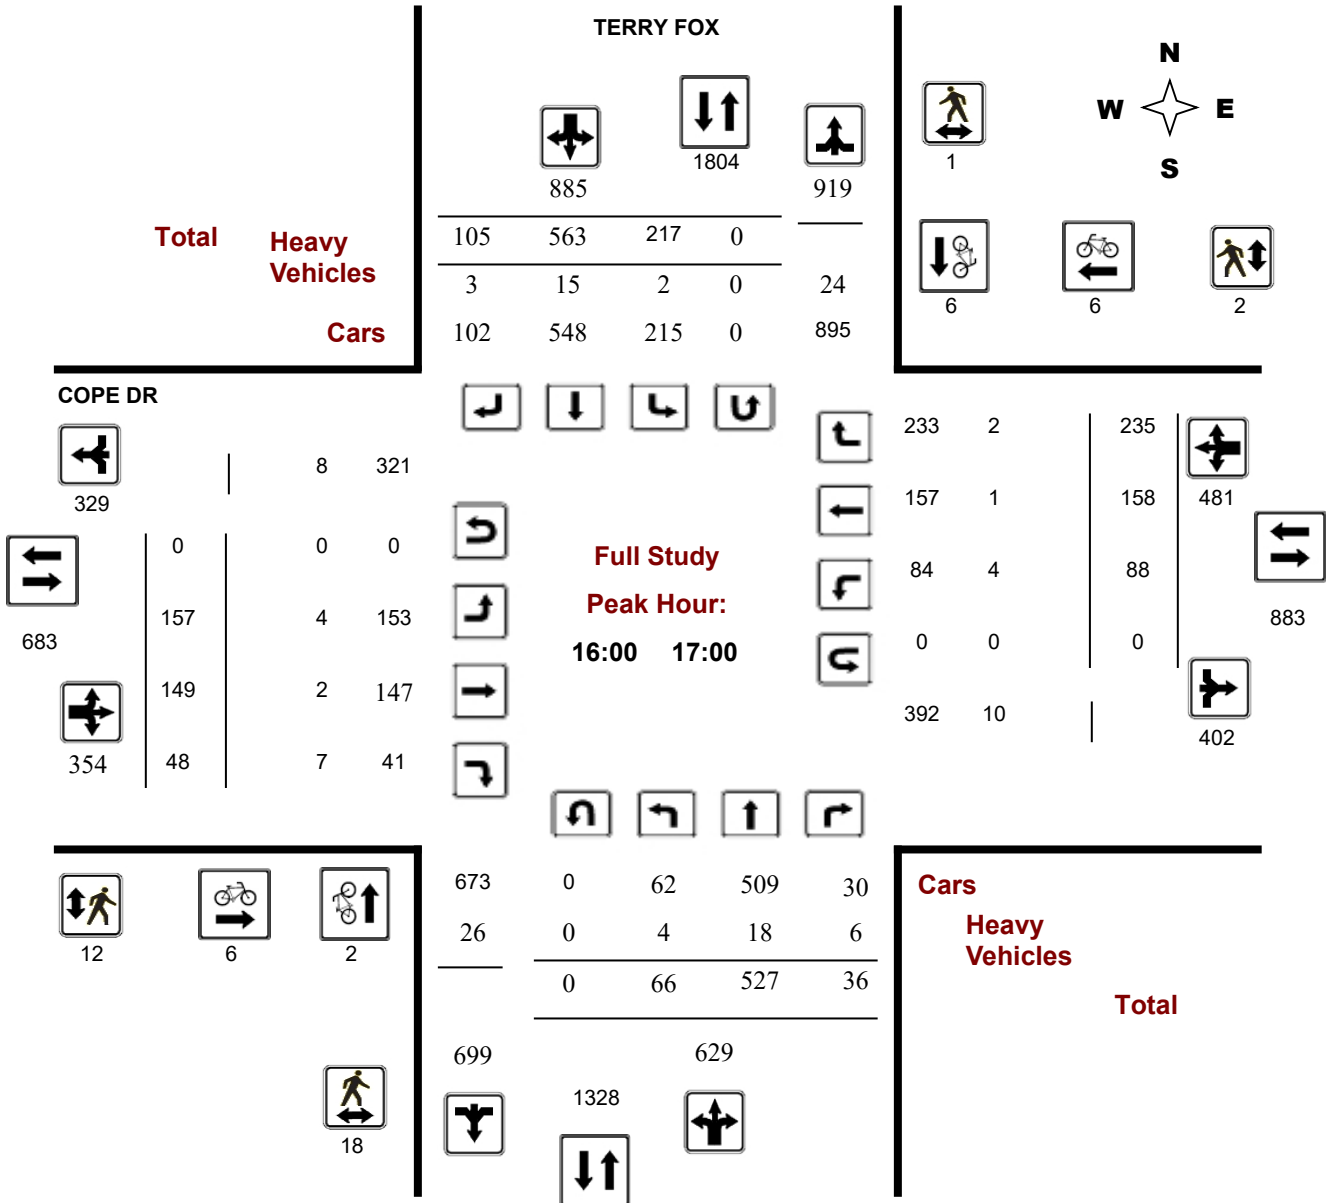 TERRY FOX
N
W E
S
1804
1
885 919
Total Heavy Vehicles
105 563 217 0
3 15 2 0 24
6 6 2
Cars
102 548 215 0 895
COPE DR
233 2 235
8 321
329
157 1 158 481
0 0 0
Full Study
84 4 88
Peak Hour:
157 4 153
683
883
16:00 17:00
0 0 0
149 2 147
392 10
402
354 48 7 41
673 0 62 509 30
Cars
26 0 4 18 6
Heavy Vehicles
12 6 2
0 66 527 36
Total
699 629
1328
18